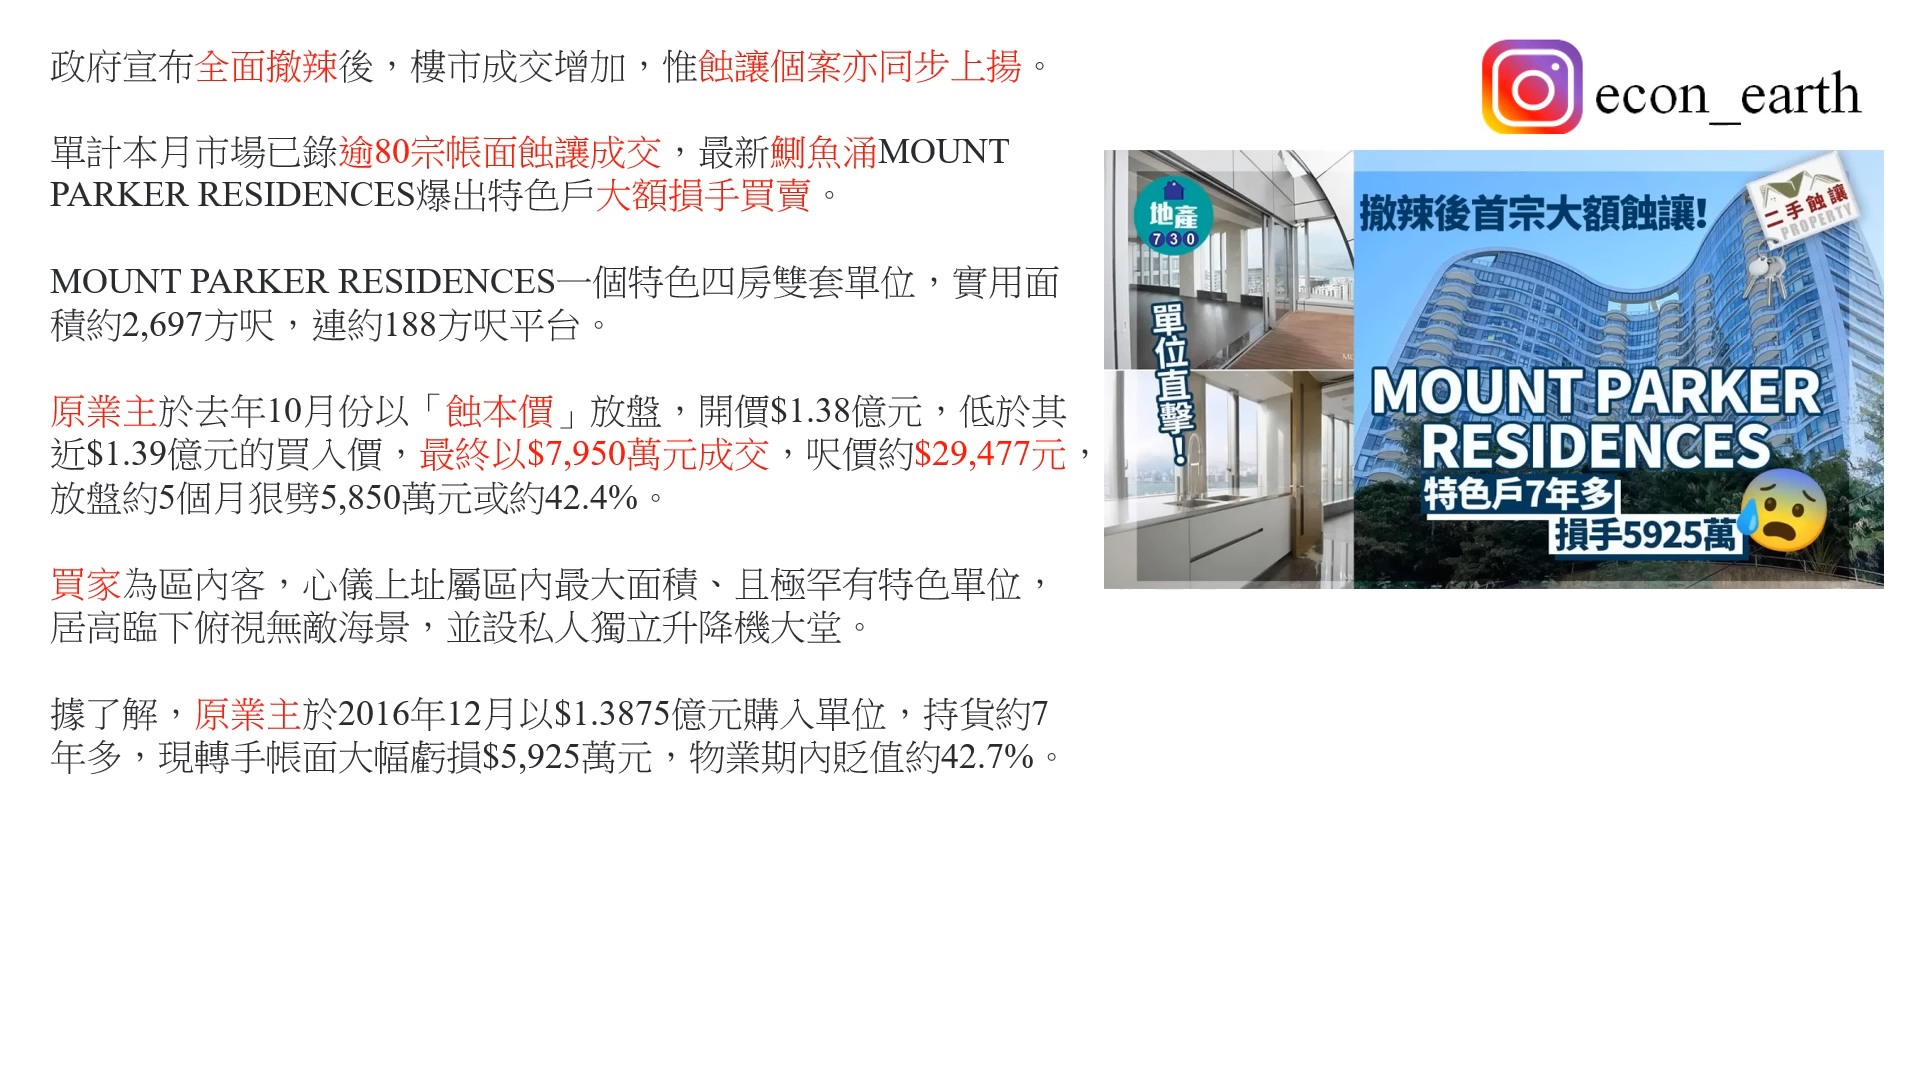 政府宣布全面撤辣後，樓市成交增加，惟蝕讓個案亦同步上揚。
單計本月市場已錄逾80宗帳面蝕讓成交，最新鰂魚涌MOUNT
PARKER RESIDENCES爆出特色戶大額損手買賣。
MOUNT PARKER RESIDENCES一個特色四房雙套單位，實用面
積約2,697方呎，連約188方呎平台。
原業主於去年10月份以「蝕本價」放盤，開價$1.38億元，低於其
近$1.39億元的買入價，最終以$7,950萬元成交，呎價約$29,477元，
放盤約5個月狠劈5,850萬元或約42.4%。
買家為區內客，心儀上址屬區內最大面積、且極罕有特色單位，
居高臨下俯視無敵海景，並設私人獨立升降機大堂。
據了解，原業主於2016年12月以$1.3875億元購入單位，持貨約7
年多，現轉手帳面大幅虧損$5,925萬元，物業期內貶值約42.7%。
econ_earth
地產
730
單位直擊！
撤辣後首宗大額蝕讓!
二手蝕讓
PROPERTY
MOUNT PARKER
RESIDENCES
特色戶7年多
損手5925萬